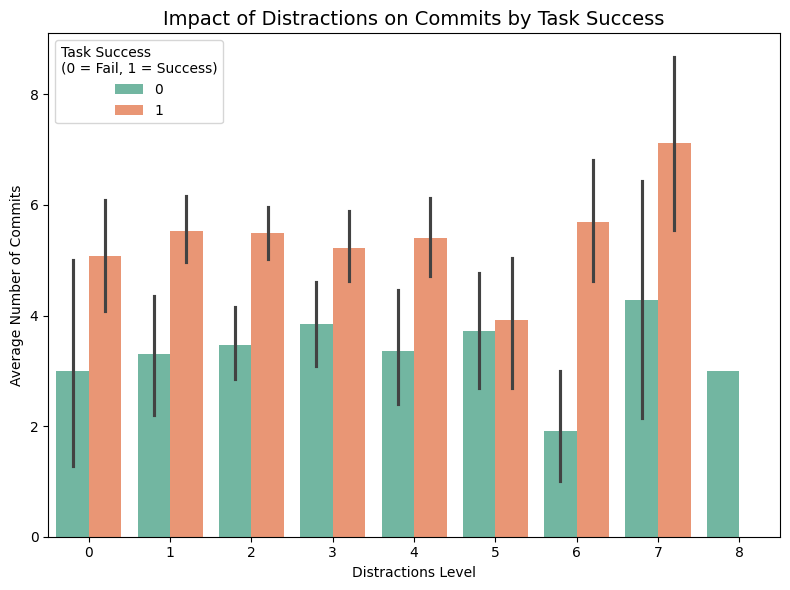 Impact of Distractions on Commits by Task Success
Task Success
(0 = Fail, 1 = Success)
0
1
Average Number of Commits
8
6
4
2
0
0 1 2 3 4 5 6 7 8
Distractions Level